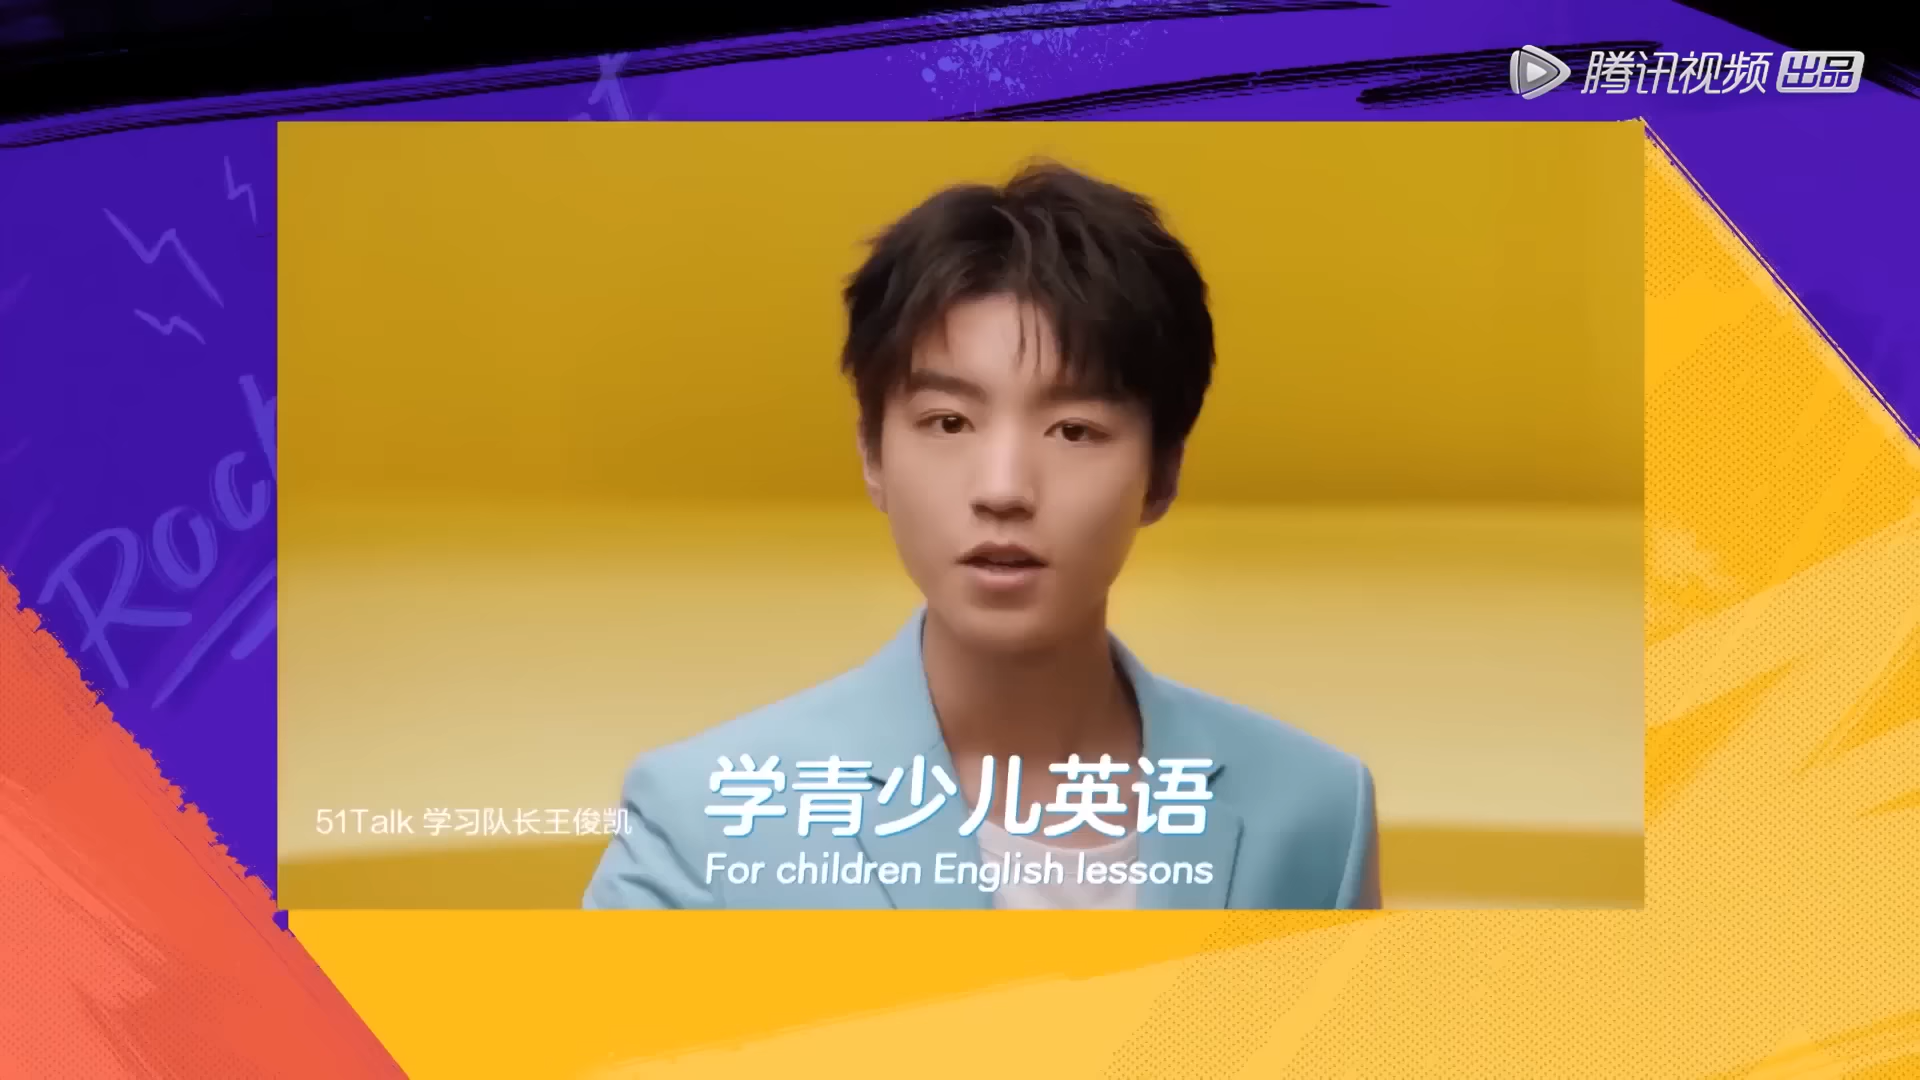 腾讯视频 出品
Rock
51Talk 学习队长王俊凯
学青少儿英语
For children English lessons